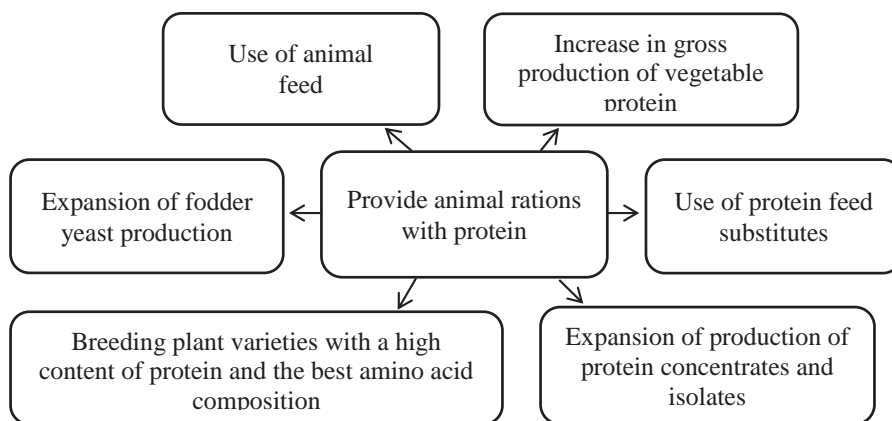 Use of animal
feed
Increase in gross
production of vegetable
protein
Expansion of fodder
yeast production
Provide animal rations
with protein
Use of protein feed
substitutes
Breeding plant varieties with a high
content of protein and the best amino acid
composition
Expansion of production of
protein concentrates and
isolates